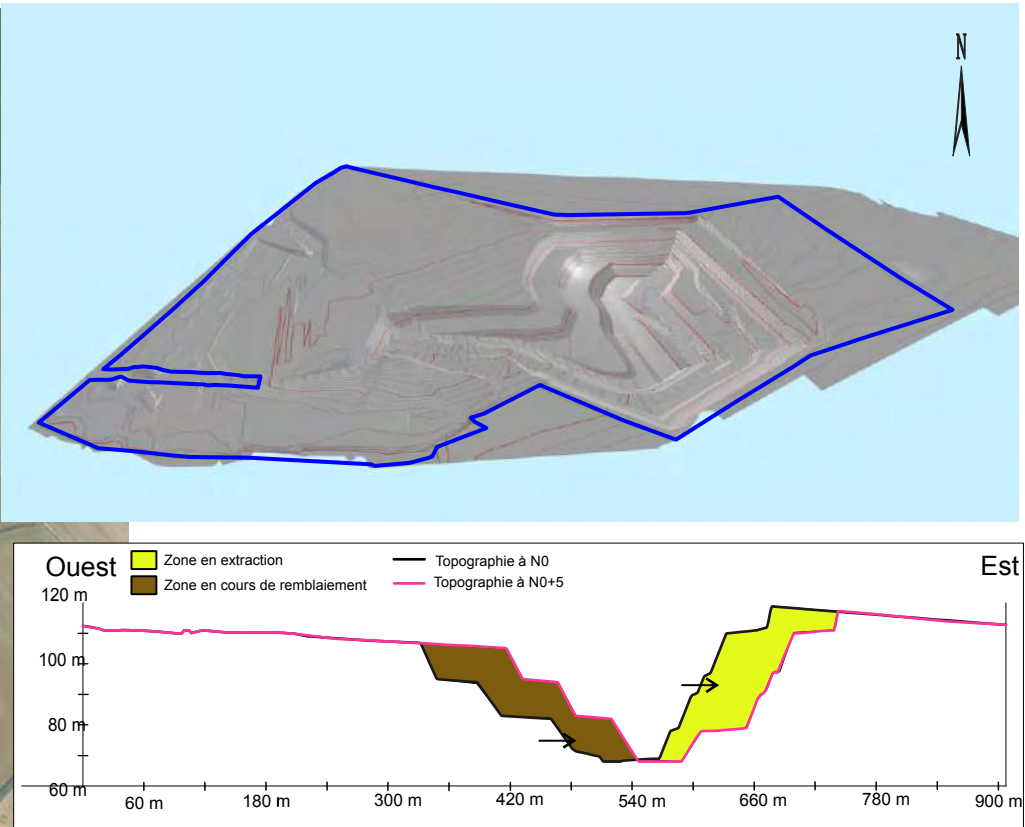 N
Ouest
Zone en extraction
Topographie à N0
Est
Zone en cours de remblaiement
Topographie à N0+5
120 m
100 m
80 m
60 m
60 m 180 m 300 m 420 m 540 m 660 m 780 m 900 m